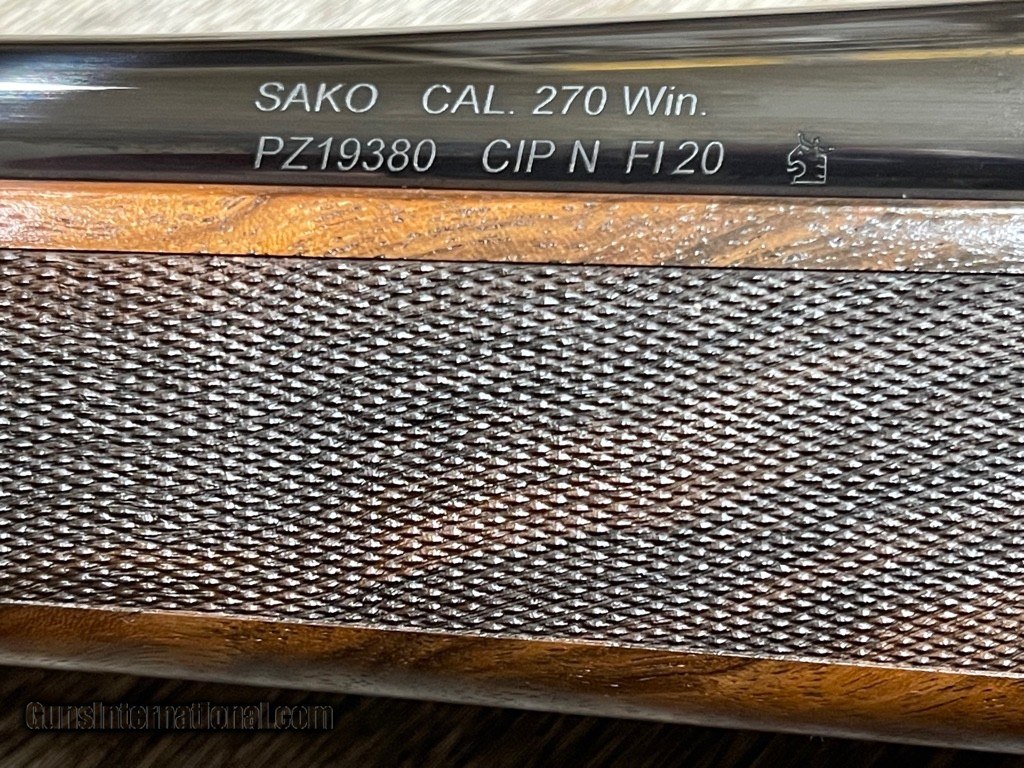 SAKO CAL. 270 Win.
PZ19380 CIP N FI 20
GunsInternational.com